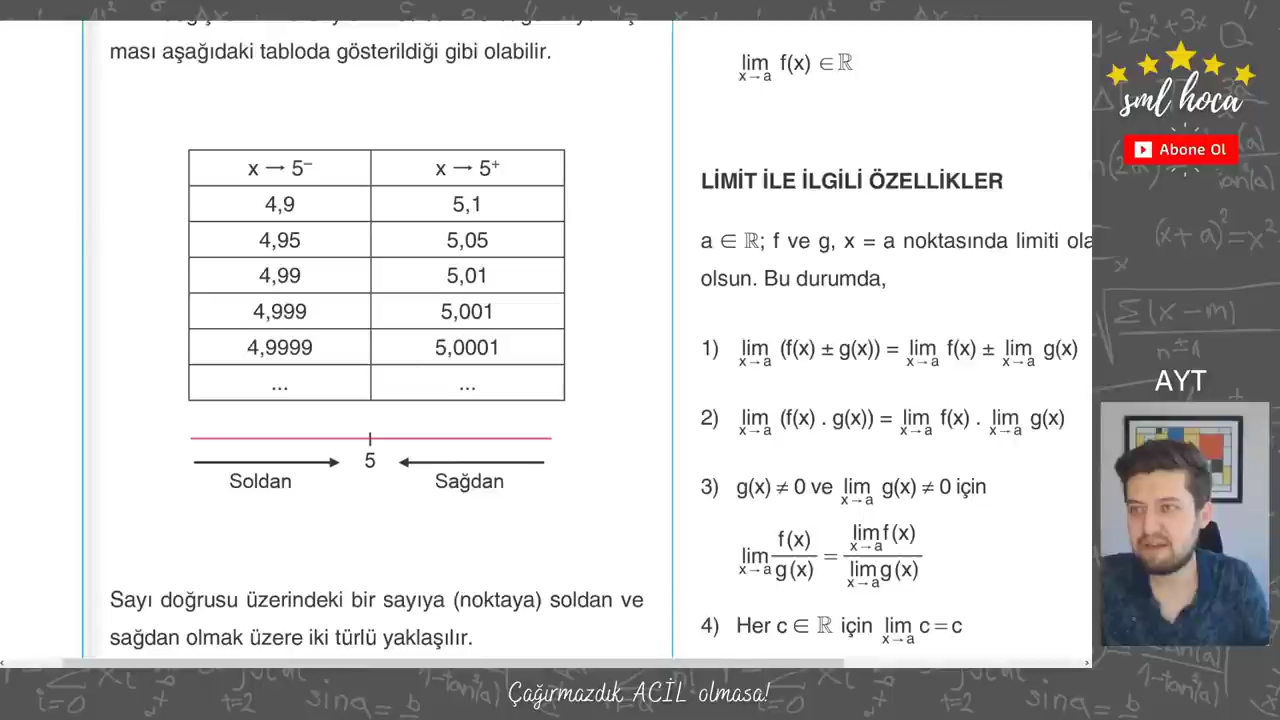 ması aşağıdaki tabloda gösterildiği gibi olabilir.
x → 5⁻ x → 5⁺
4,9 5,1
4,95 5,05
4,99 5,01
4,999 5,001
4,9999 5,0001
... ...
5
Soldan Sağdan
Sayı doğrusu üzerindeki bir sayıya (noktaya) soldan ve
sağdan olmak üzere iki türlü yaklaşılır.
lim f(x) ∈ ℝ
x→a
LİMİT İLE İLGİLİ ÖZELLİKLER
a ∈ ℝ; f ve g, x = a noktasında limiti ola
olsun. Bu durumda,
1) lim (f(x) ± g(x)) = lim f(x) ± lim g(x)
x→a x→a x→a
2) lim (f(x) . g(x)) = lim f(x) . lim g(x)
x→a x→a x→a
3) g(x) ≠ 0 ve lim g(x) ≠ 0 için
x→a
lim f(x)/g(x) = lim f(x) / lim g(x)
x→a x→a x→a
4) Her c ∈ ℝ için lim c = c
x→a
sml hoca
Abone Ol
AYT
Çağırmazdık ACİL olmasa!